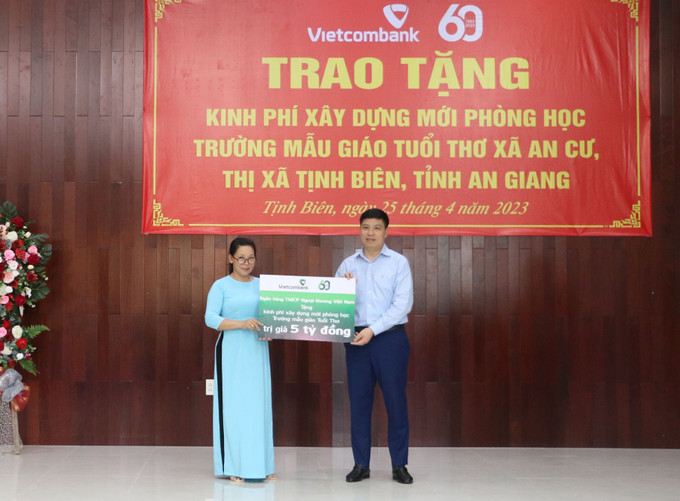 Vietcombank 60
TRAO TẶNG
KINH PHÍ XÂY DỰNG MỚI PHÒNG HỌC
TRƯỜNG MẪU GIÁO TUỔI THƠ XÃ AN CƯ,
THỊ XÃ TỊNH BIÊN, TỈNH AN GIANG
Tịnh Biên, ngày 25 tháng 4 năm 2023
Vietcombank 60
Ngân hàng TMCP Ngoại thương Việt Nam
Tặng
kinh phí xây dựng mới phòng học
Trường mẫu giáo Tuổi Thơ
trị giá 5 tỷ đồng